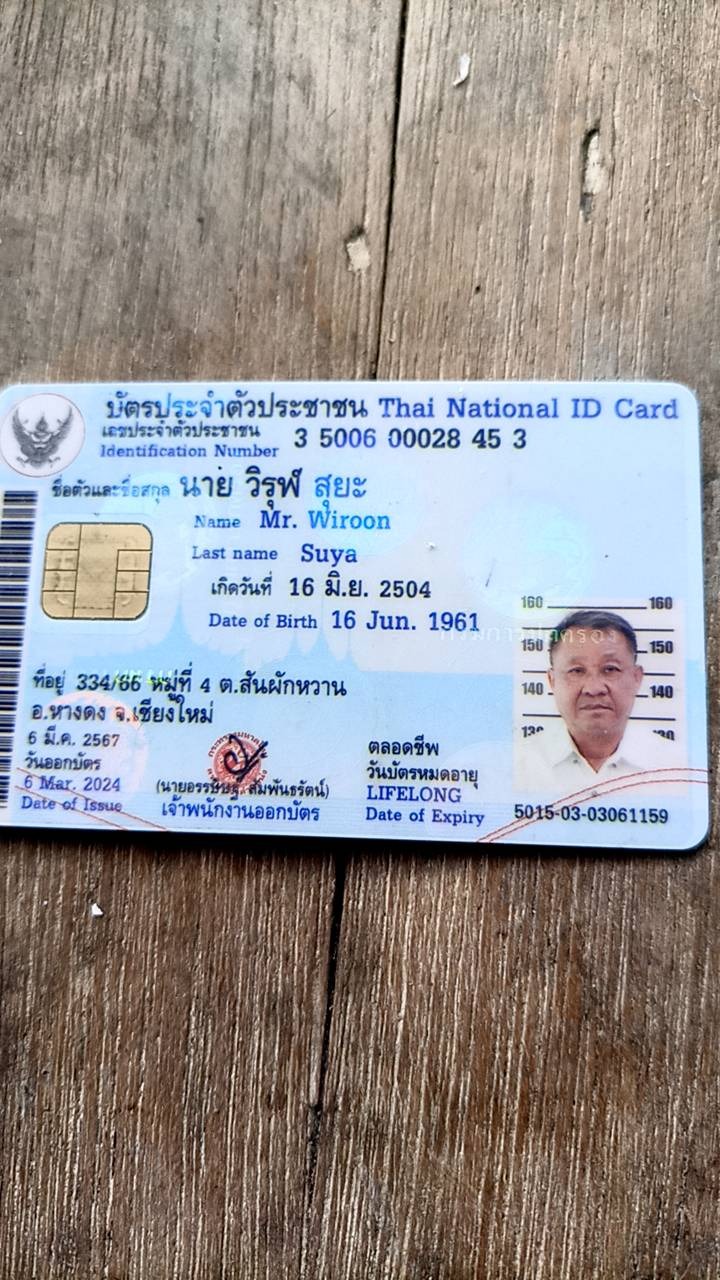 บัตรประจำตัวประชาชน Thai National ID Card
เลขประจำตัวประชาชน 3 5006 00028 45 3
Identification Number
ชื่อตัวและชื่อสกุล นาย วิรุฬ สุยะ
Name Mr. Wiroon
Last name Suya
เกิดวันที่ 16 มิ.ย. 2504
Date of Birth 16 Jun. 1961
160 160
150 150
140 140
ที่อยู่ 334/66 หมู่ที่ 4 ต.สันผักหวาน
อ.หางดง จ.เชียงใหม่
6 มี.ค. 2567
วันออกบัตร
6 Mar. 2024
Date of Issue
สัมพันธรัตน์)
เจ้าพนักงานออกบัตร
ตลอดชีพ
วันบัตรหมดอายุ
LIFELONG
Date of Expiry
5015-03-03061159